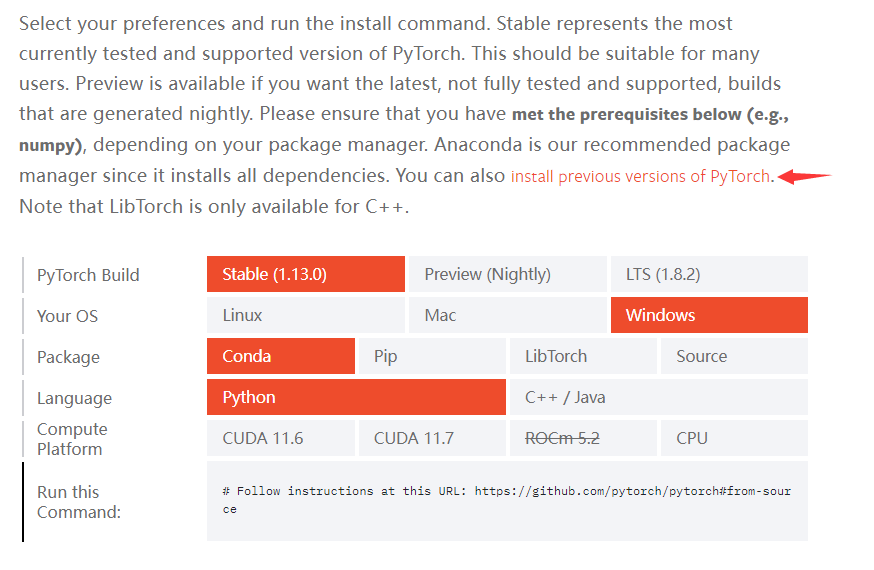 Select your preferences and run the install command. Stable represents the most
currently tested and supported version of PyTorch. This should be suitable for many
users. Preview is available if you want the latest, not fully tested and supported, builds
that are generated nightly. Please ensure that you have met the prerequisites below (e.g.,
numpy), depending on your package manager. Anaconda is our recommended package
manager since it installs all dependencies. You can also install previous versions of PyTorch.
Note that LibTorch is only available for C++.
PyTorch Build Stable (1.13.0) Preview (Nightly) LTS (1.8.2)
Your OS Linux Mac Windows
Package Conda Pip LibTorch Source
Language Python C++ / Java
Compute
Platform
CUDA 11.6 CUDA 11.7 ROCm 5.2 CPU
Run this
Command:
# Follow instructions at this URL: https://github.com/pytorch/pytorch#from-sour
ce